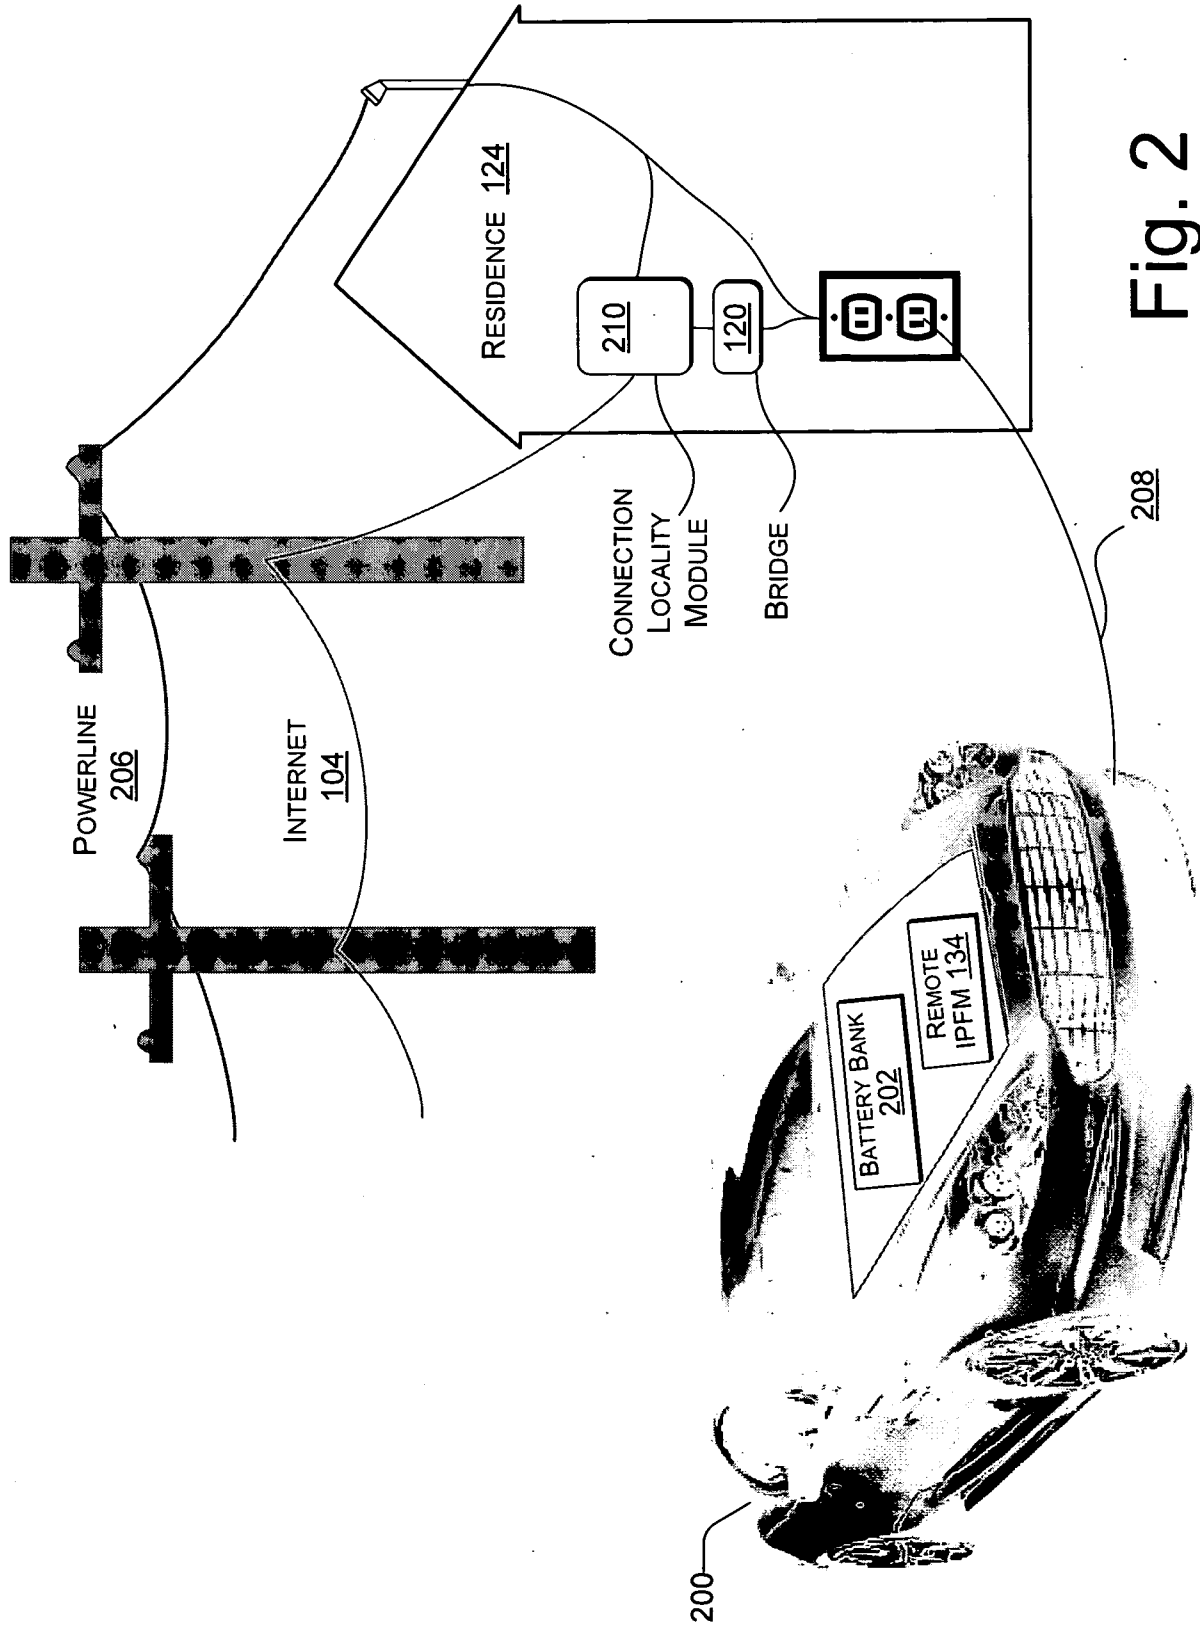 POWERLINE
206
INTERNET
104
RESIDENCE 124
210
120
CONNECTION
LOCALITY
MODULE
BRIDGE
208
BATTERY BANK
202
REMOTE
IPFM 134
200
Fig. 2